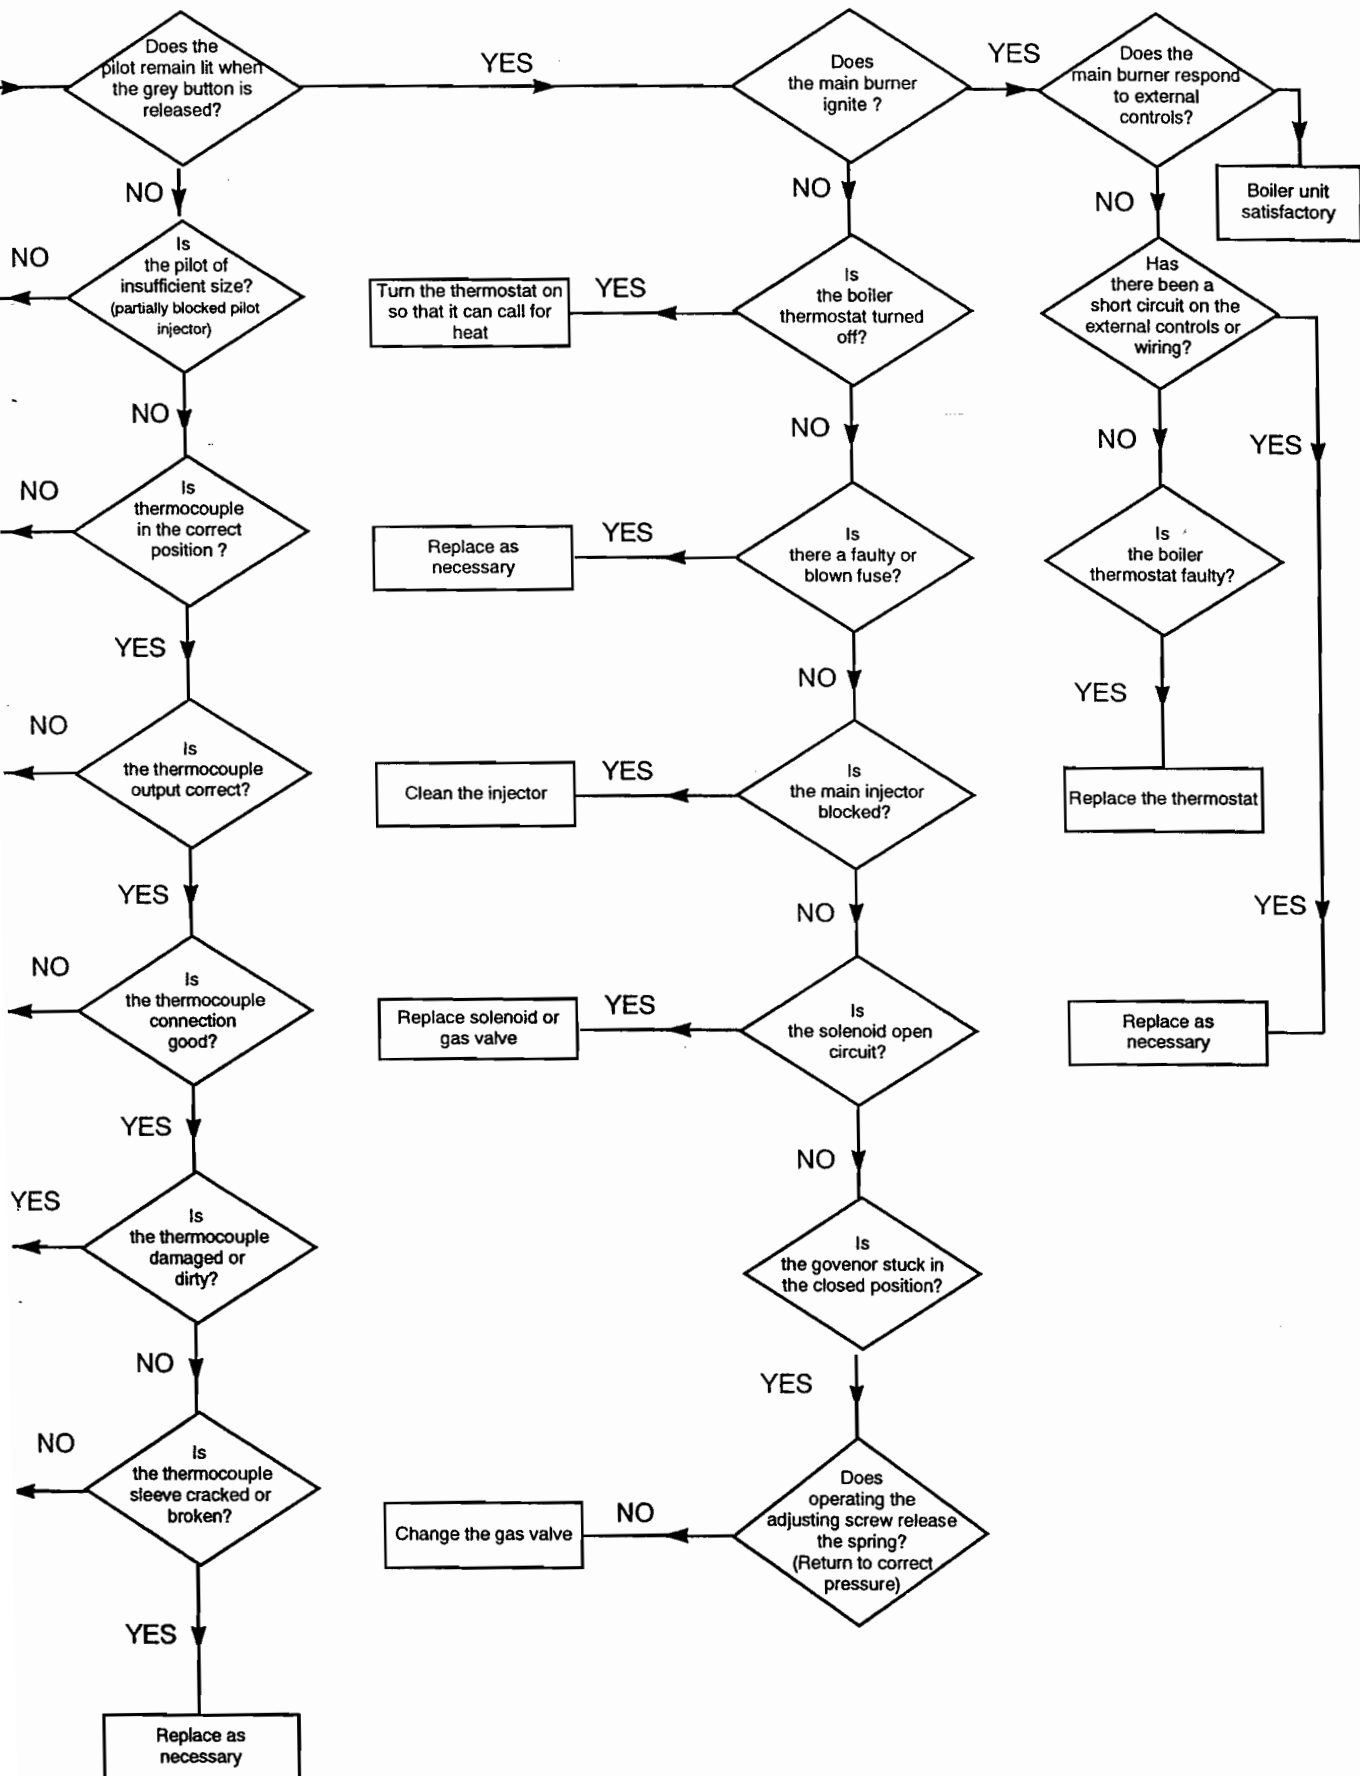 Does the
pilot remain lit when
the grey button is
released?
YES
Does
the main burner
ignite ?
YES
Does the
main burner respond
to external
controls?
Boiler unit
satisfactory
NO
NO
Is
the pilot of
insufficient size?
(partially blocked pilot
injector)
NO
NO
Is
thermocouple
in the correct
position ?
YES
NO
Is
the thermocouple
output correct?
YES
NO
Is
the thermocouple
connection
good?
YES
YES
Is
the thermocouple
damaged or
dirty?
NO
NO
Is
the thermocouple
sleeve cracked or
broken?
YES
Replace as
necessary
NO
Is
the boiler
thermostat turned
off?
YES
Turn the thermostat on
so that it can call for
heat
NO
Is
there a faulty or
blown fuse?
YES
Replace as
necessary
NO
Is
the main injector
blocked?
YES
Clean the injector
NO
Is
the solenoid open
circuit?
YES
Replace solenoid or
gas valve
NO
Is
the govenor stuck in
the closed position?
YES
Does
operating the
adjusting screw release
the spring?
(Return to correct
pressure)
NO
Change the gas valve
NO
Has
there been a
short circuit on the
external controls or
wiring?
NO
YES
Is
the boiler
thermostat faulty?
YES
Replace the thermostat
YES
Replace as
necessary